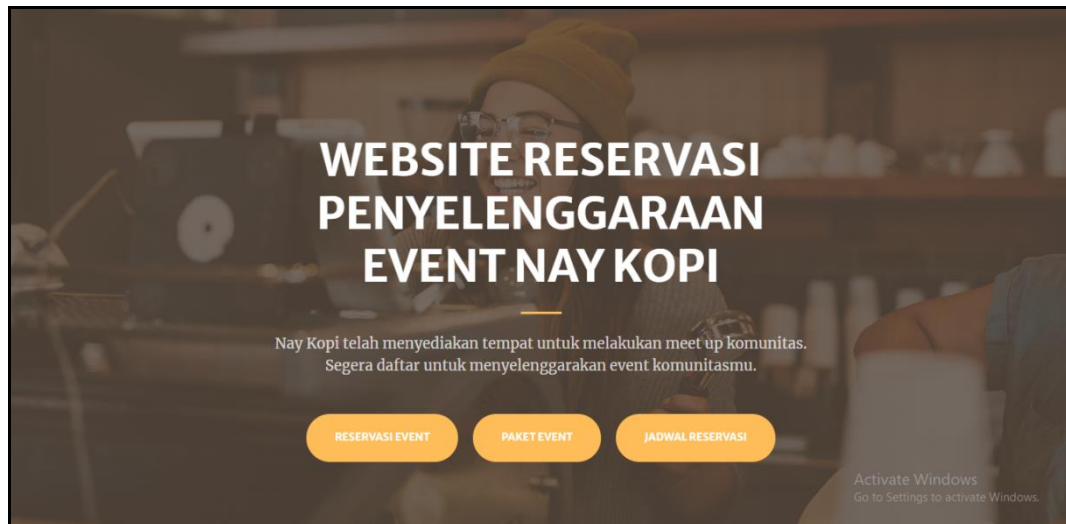 WEBSITE RESERVASI
PENYELENGGARAAN
EVENT NAY KOPI
Nay Kopi telah menyediakan tempat untuk melakukan meet up komunitas.
Segera daftar untuk menyelenggarakan event komunitasmu.
RESERVASI EVENT
PAKET EVENT
JADWAL RESERVASI
Activate Windows
Go to Settings to activate Windows.